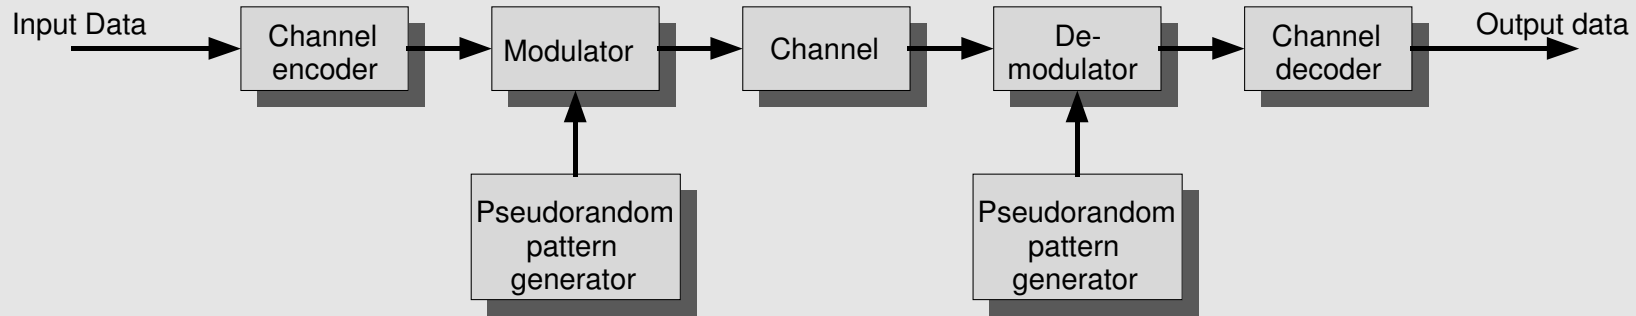 Input Data
Channel
encoder
Modulator
Channel
De-
modulator
Channel
decoder
Output data
Pseudorandom
pattern
generator
Pseudorandom
pattern
generator